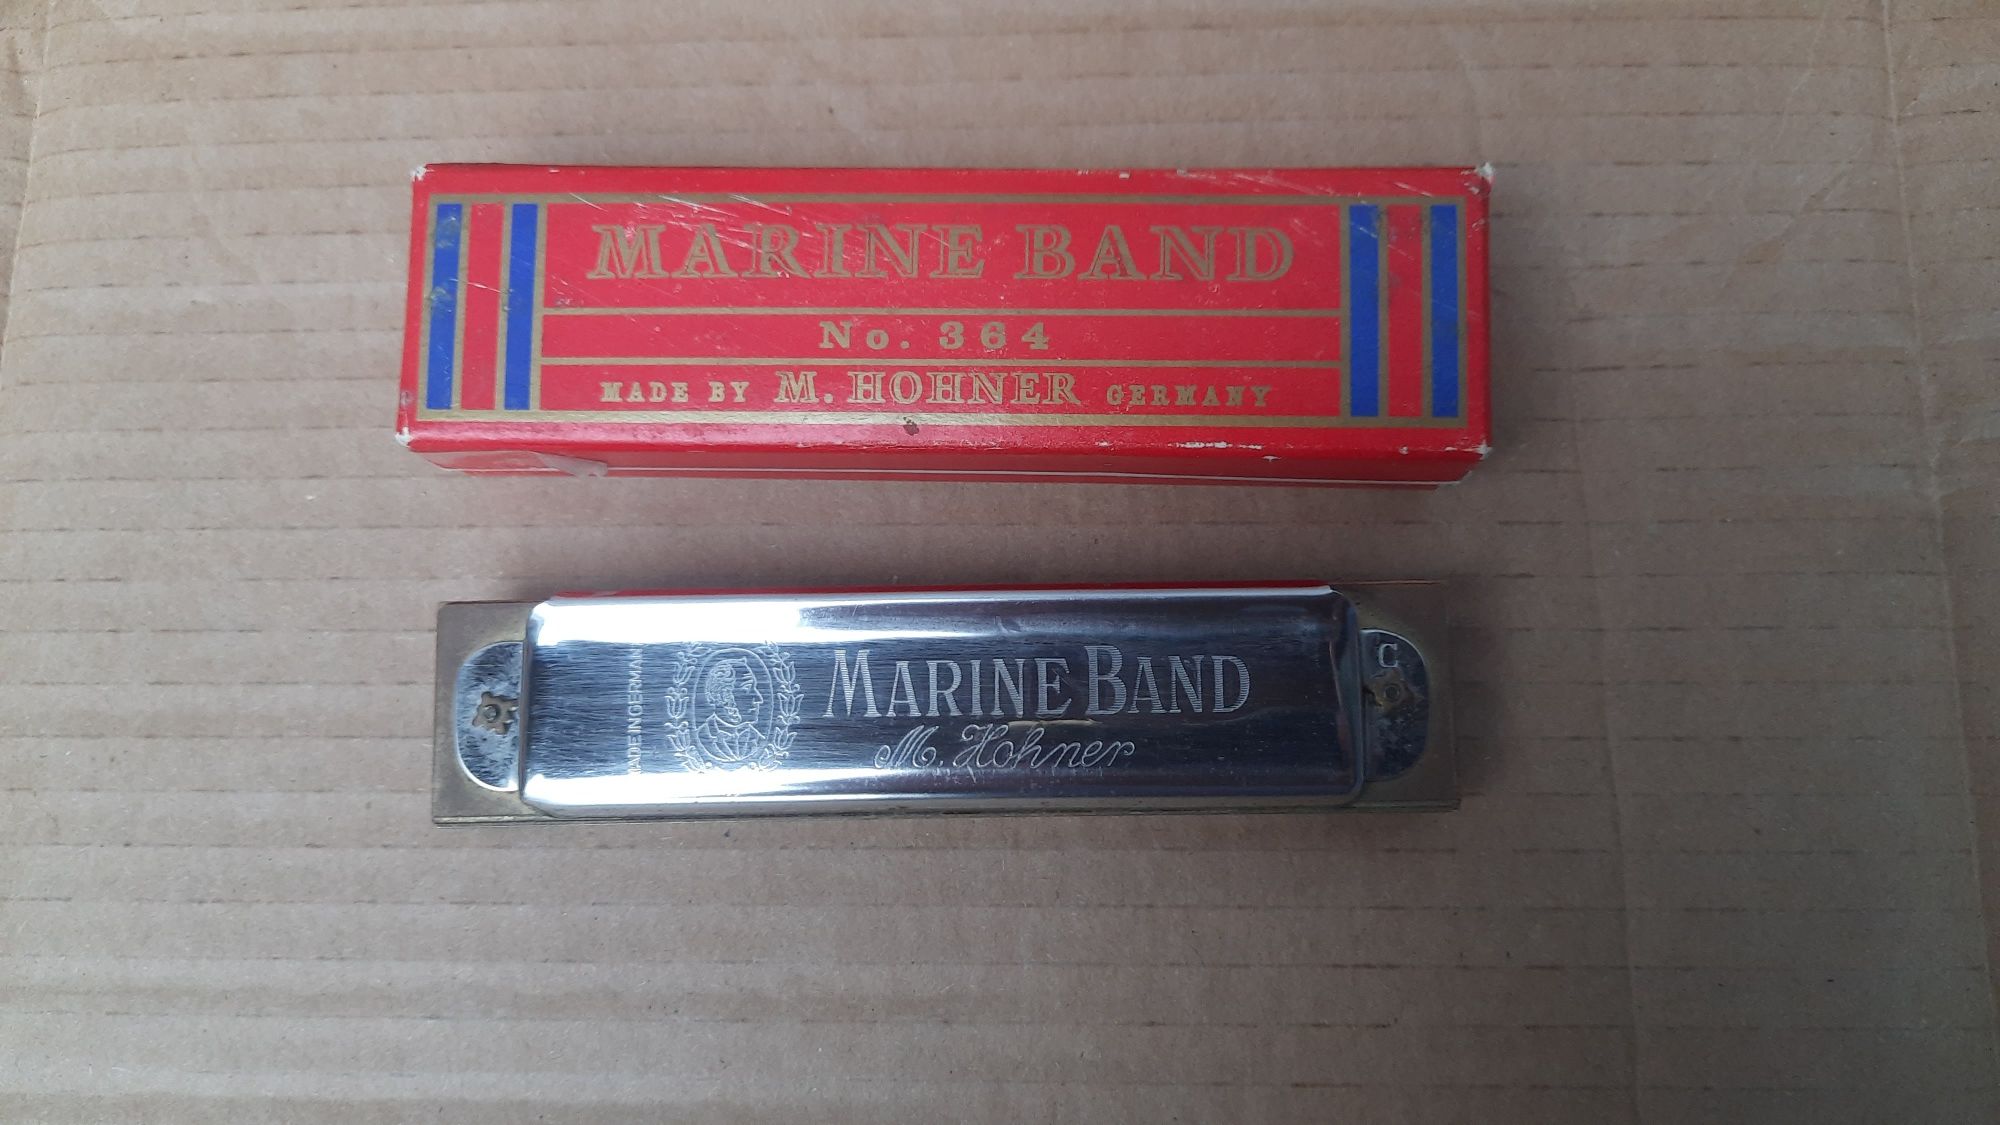 MARINE BAND
No. 364
MADE BY M. HOHNER GERMANY
MADE IN GERMANY
MARINE BAND
M. Hohner
C